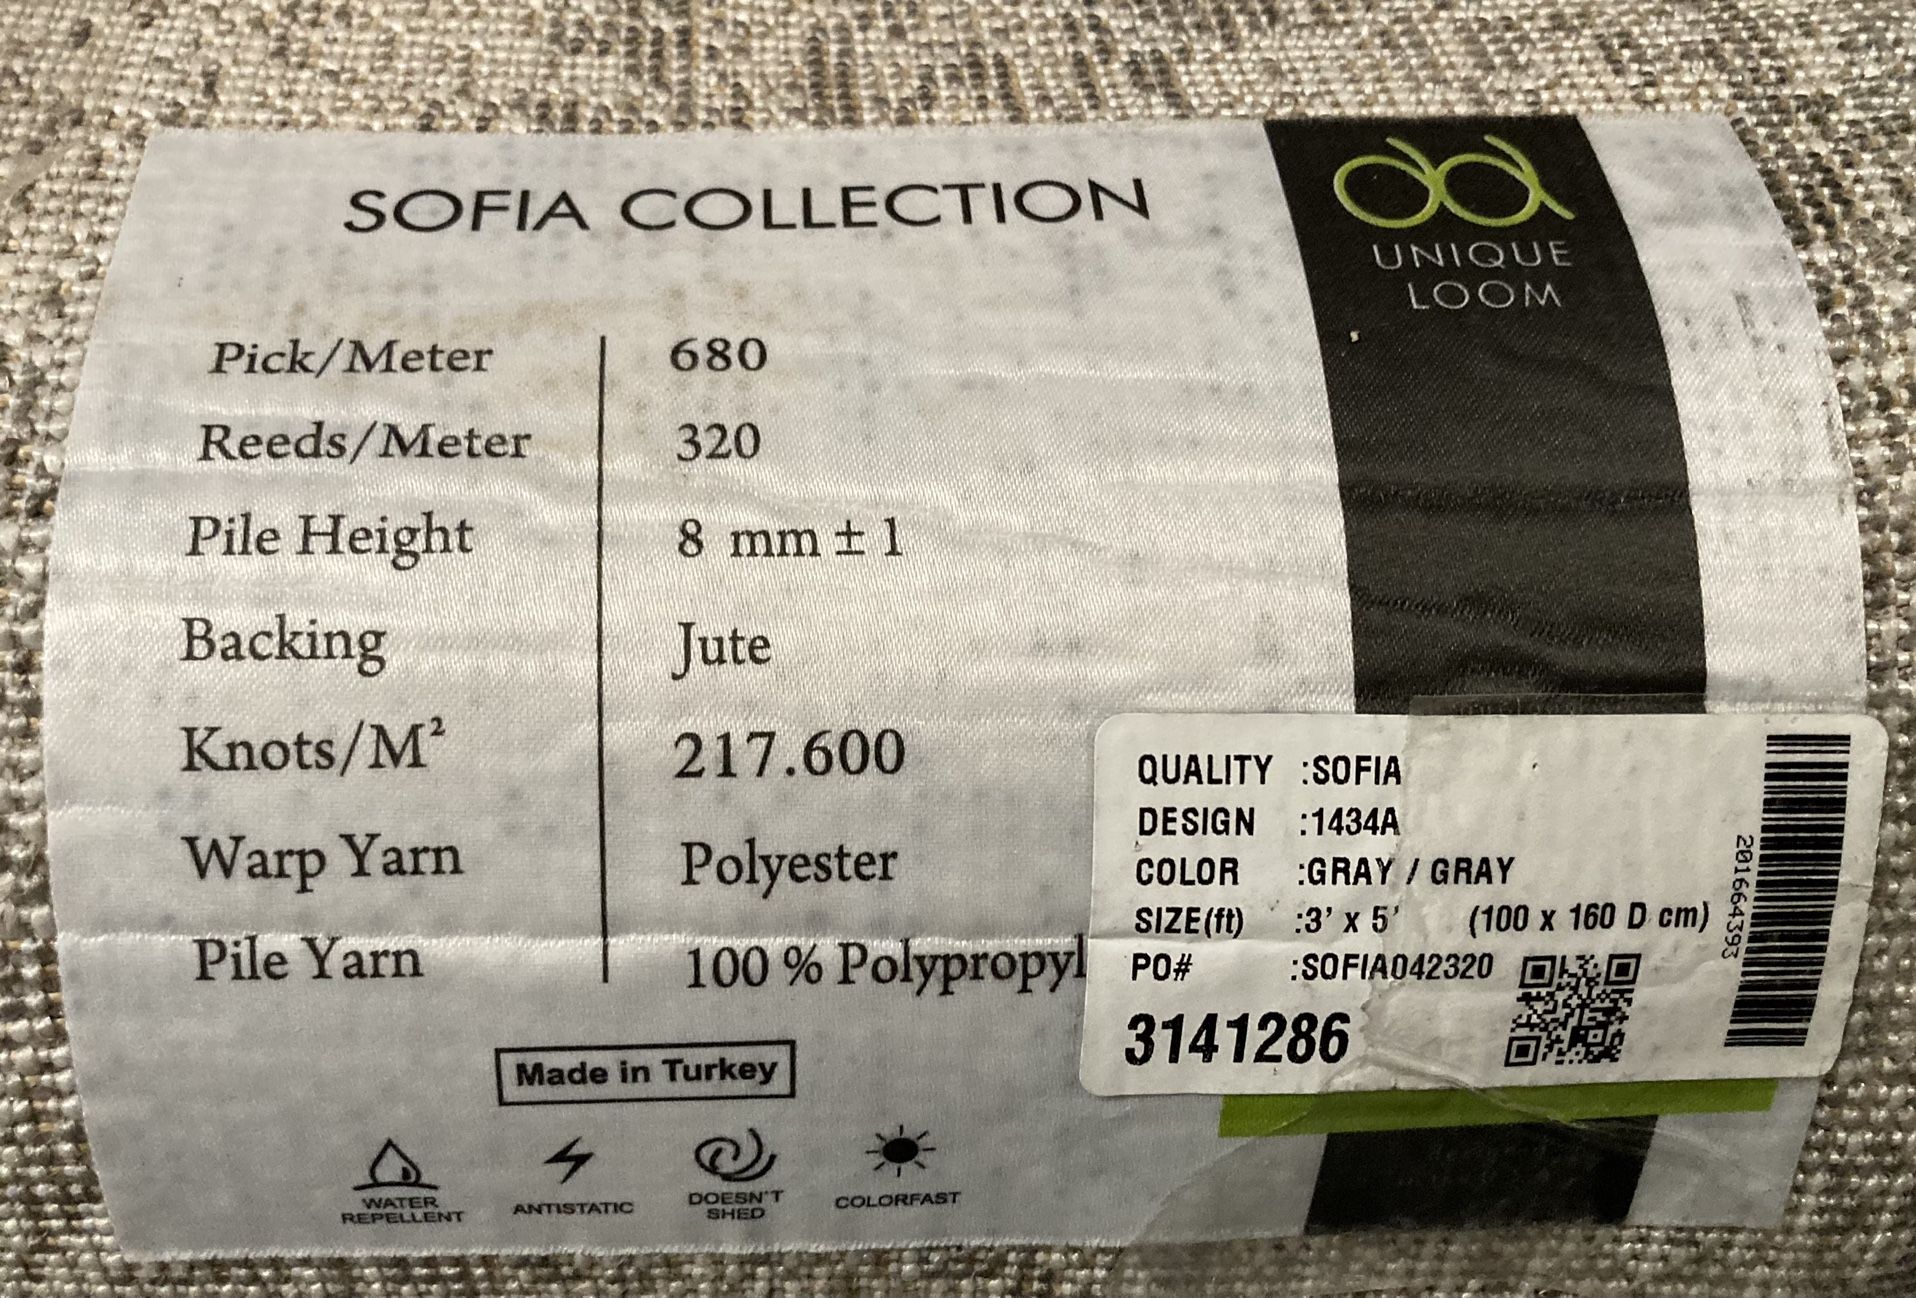 SOFIA COLLECTION
UNIQUE
LOOM
Pick/Meter 680
Reeds/Meter 320
Pile Height 8 mm ± 1
Backing Jute
Knots/M² 217.600
Warp Yarn Polyester
Pile Yarn 100 % Polypropyl
Made in Turkey
WATER
REPELLENT
ANTISTATIC
DOESN'T
SHED
COLORFAST
QUALITY :SOFIA
DESIGN :1434A
COLOR :GRAY / GRAY
SIZE(ft) :3' x 5' (100 x 160 D cm)
PO# :SOFIA042320
3141286
201664393